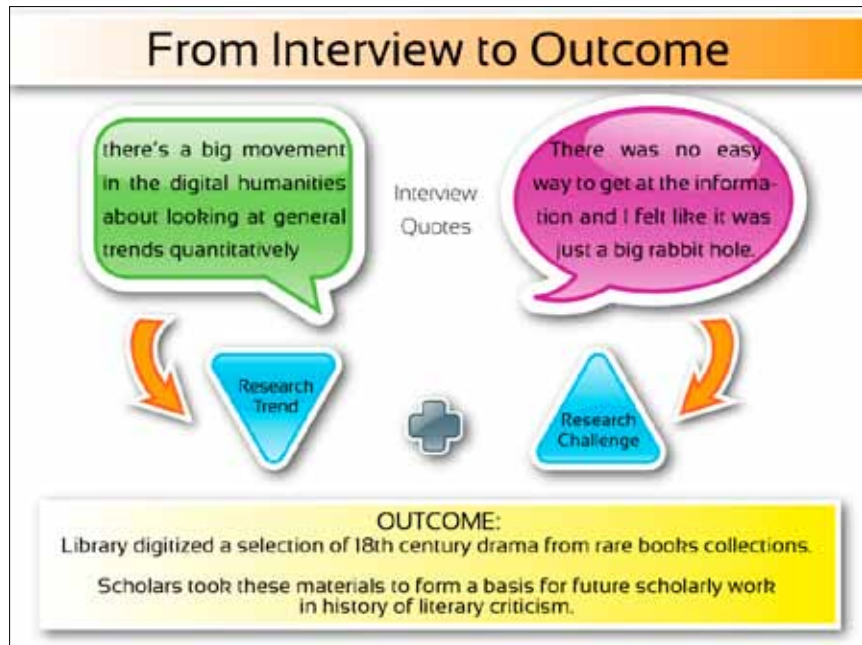 From Interview to Outcome
there's a big movement
in the digital humanities
about looking at general
trends quantitatively
Interview
Quotes
There was no easy
way to get at the informa-
tion and I felt like it was
just a big rabbit hole.
Research
Trend
Research
Challenge
OUTCOME:
Library digitized a selection of 18th century drama from rare books collections.
Scholars took these materials to form a basis for future scholarly work
in history of literary criticism.